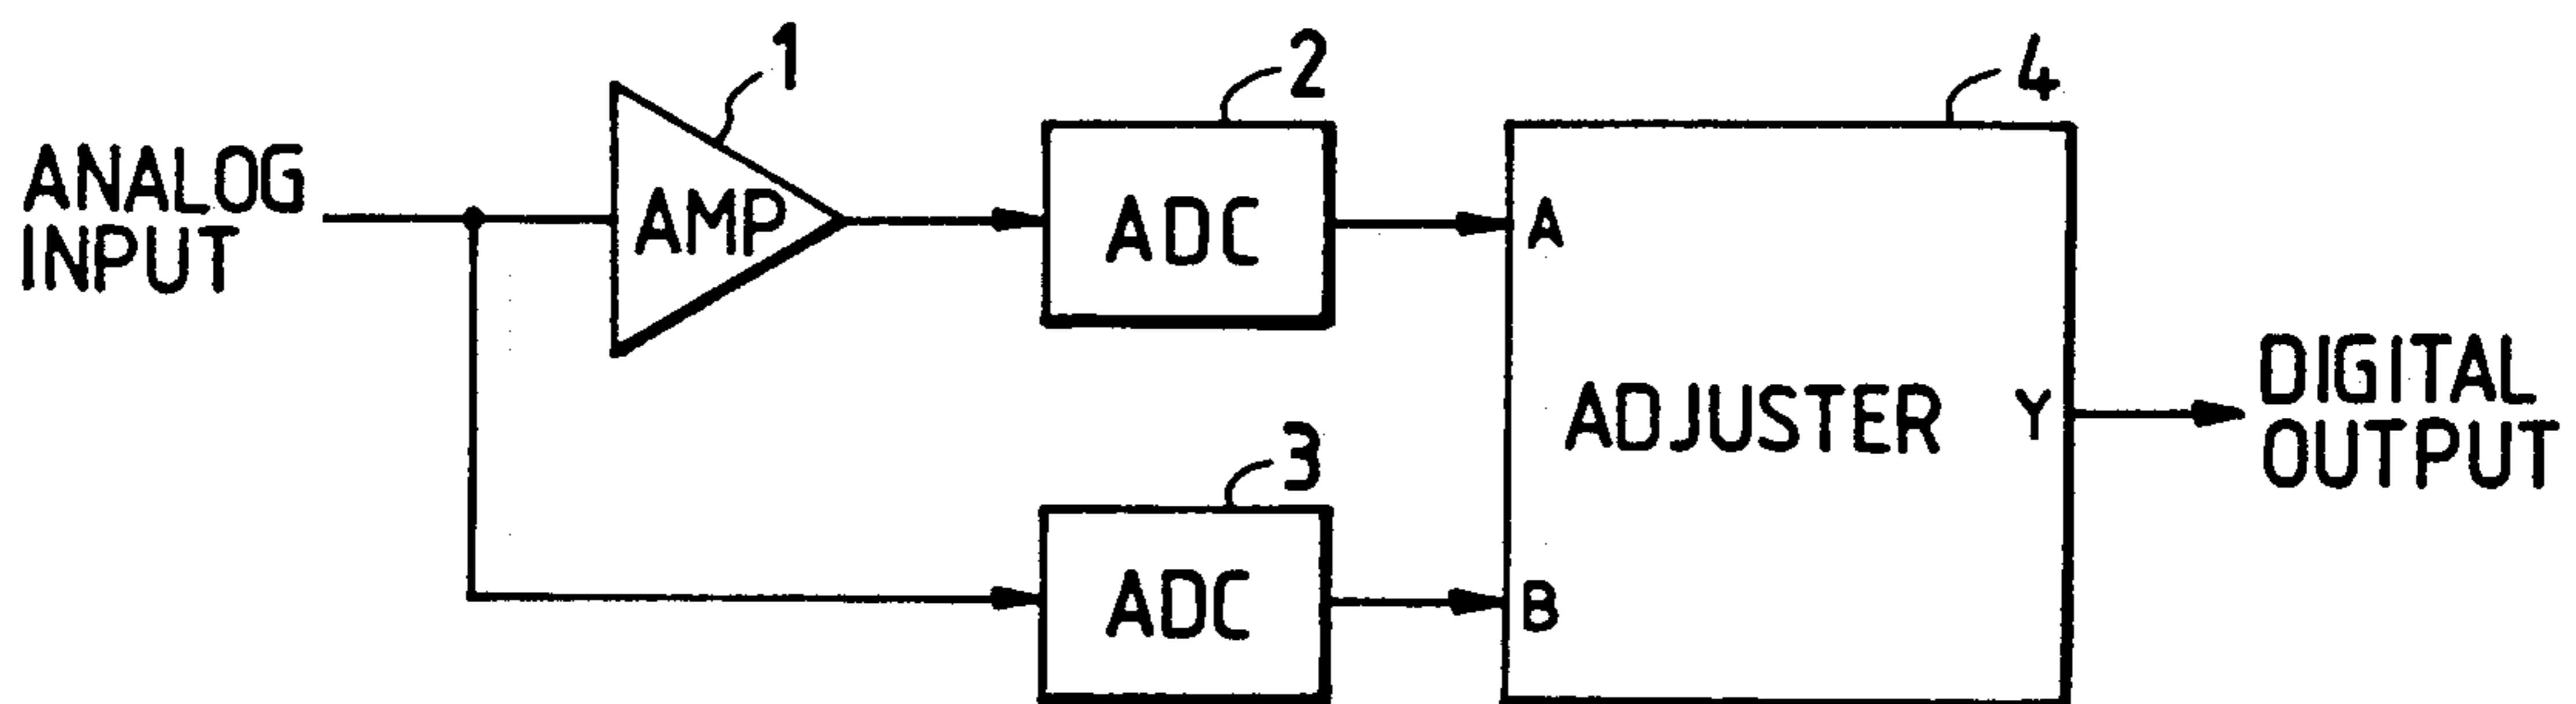 1
2
4
ANALOG
INPUT
AMP
ADC
A
ADJUSTER
Y
DIGITAL
OUTPUT
3
ADC
B